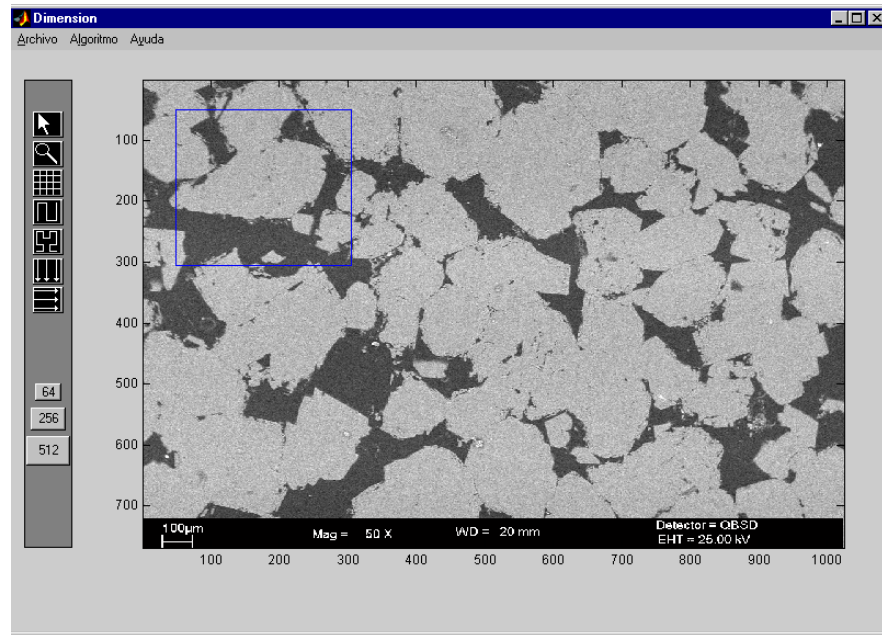 Dimension
Archivo Algoritmo Ayuda
100
200
300
400
500
600
700
64
256
512
100µm
Mag = 50 X
WD = 20 mm
Detector = QBSD
EHT = 25.00 kV
100 200 300 400 500 600 700 800 900 1000